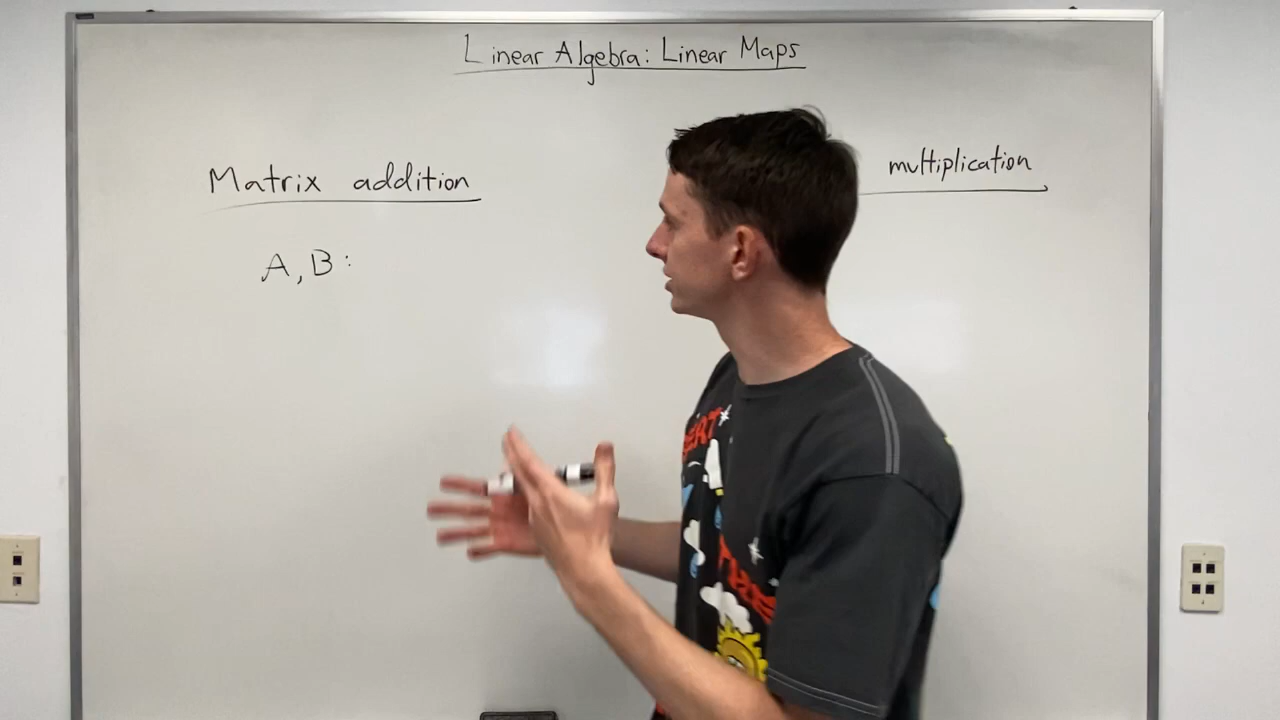 Linear Algebra: Linear Maps
Matrix addition
multiplication
A, B: